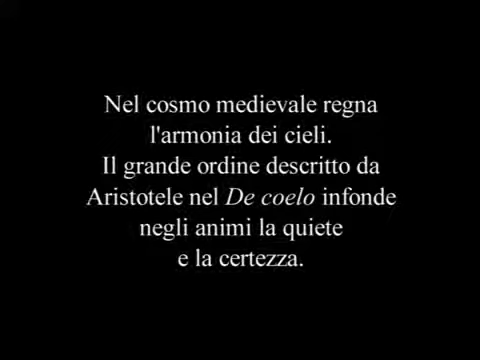 Nel cosmo medievale regna
l'armonia dei cieli.
Il grande ordine descritto da
Aristotele nel De coelo infonde
negli animi la quiete
e la certezza.